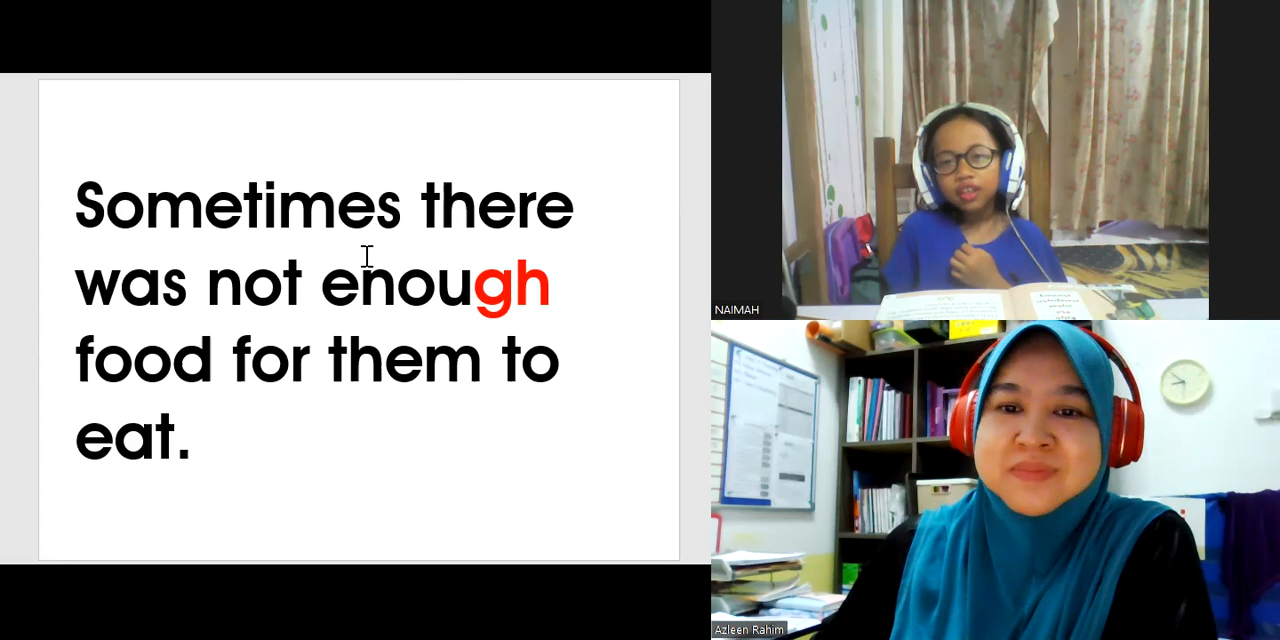 Sometimes there
was not enough
food for them to
eat.
NAIMAH
Azleen Rahim